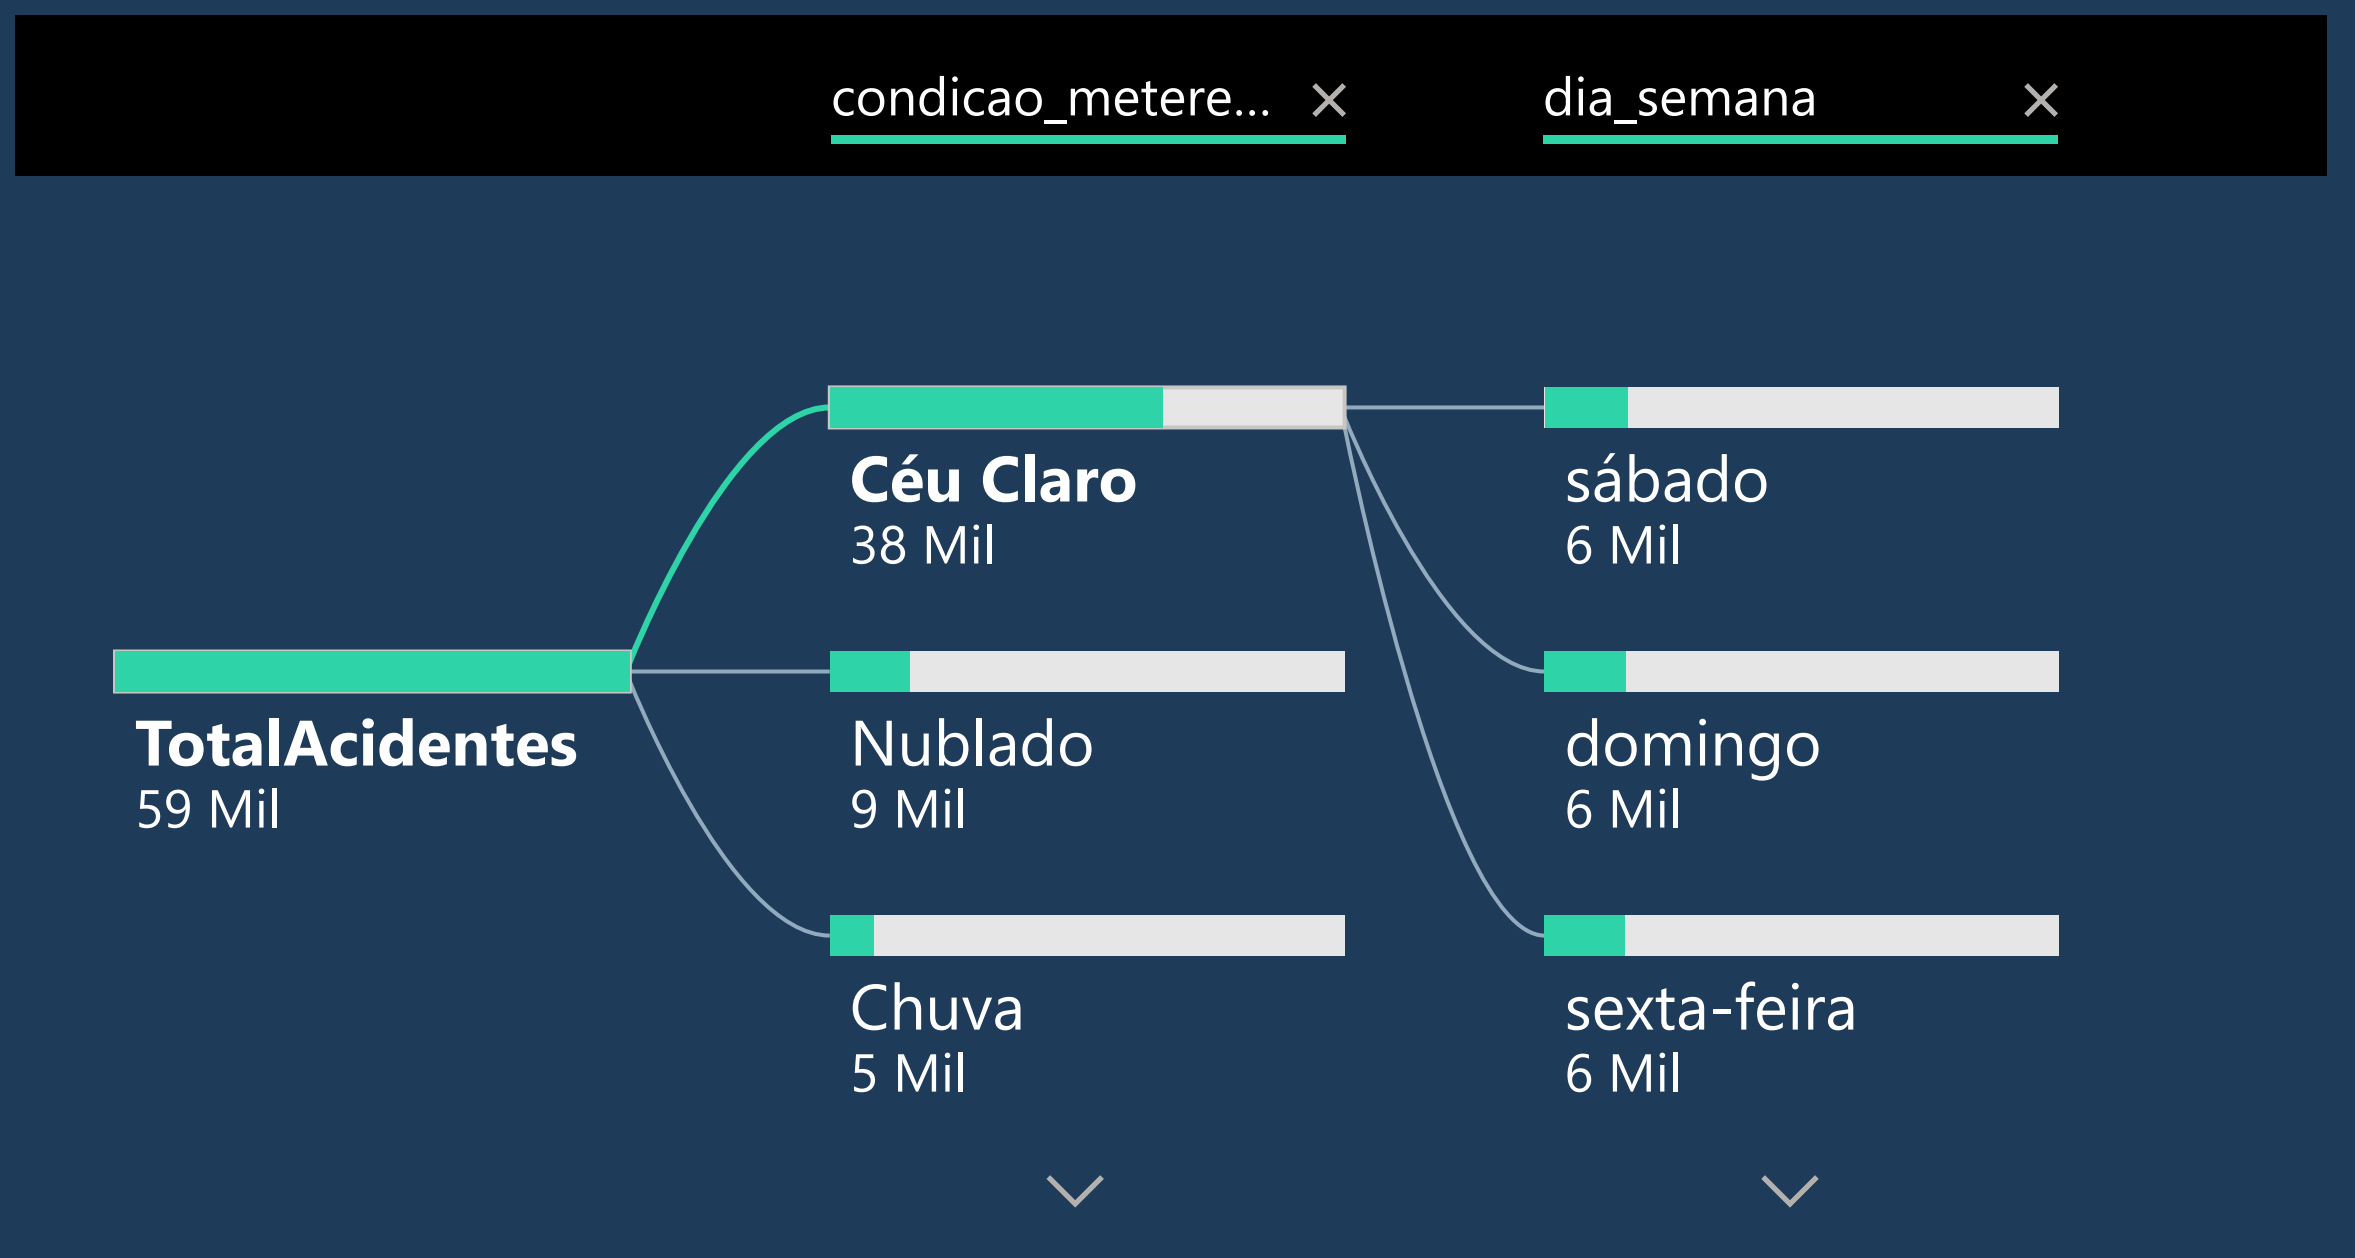 condicao_metere...
dia_semana
TotalAcidentes
59 Mil
Céu Claro
38 Mil
Nublado
9 Mil
Chuva
5 Mil
sábado
6 Mil
domingo
6 Mil
sexta-feira
6 Mil